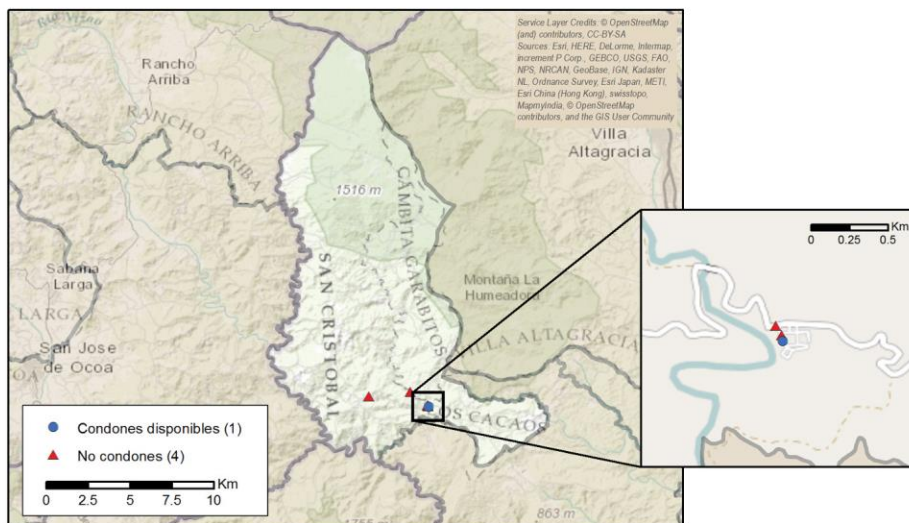 Service Layer Credits: © OpenStreetMap
(and) contributors, CC-BY-SA
Sources: Esri, HERE, DeLorme, Intermap,
increment P Corp., GEBCO, USGS, FAO,
NPS, NRCAN, GeoBase, IGN, Kadaster
NL, Ordnance Survey, Esri Japan, METI,
Esri China (Hong Kong), swisstopo,
MapmyIndia, © OpenStreetMap
contributors, and the GIS User Community
Rancho
Arriba
RANCHO ARRIBA
Villa
Altagracia
1516 m
CAMBITA GARABITOS
SAN CRISTOBAL
Montaña La
Humeadora
Sabana
Larga
LARGA
San Jose
de Ocoa
OA
VILLA ALTAGRACIA
OS CACAOS
863 m
Km
0 0.25 0.5
Condones disponibles (1)
No condones (4)
Km
0 2.5 5 7.5 10